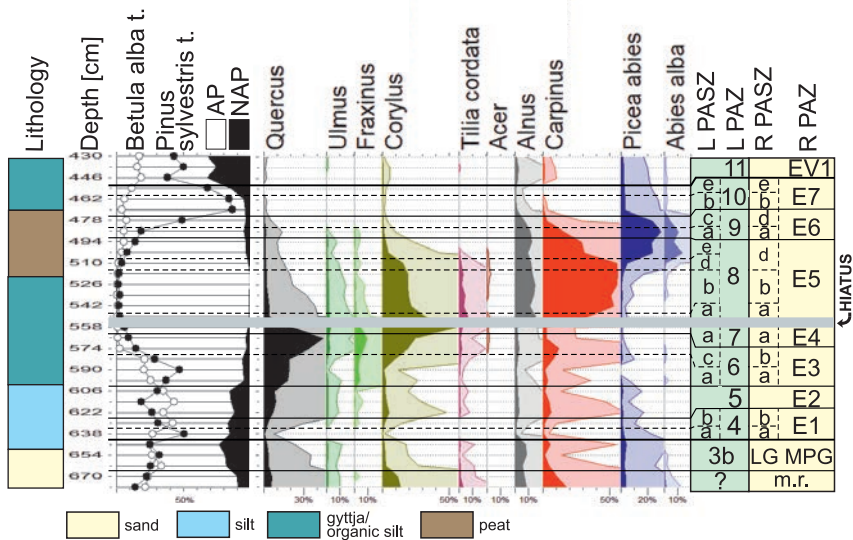 Lithology
Depth [cm]
Betula alba t.
Pinus
sylvestris t.
AP
NAP
Quercus
Ulmus
Fraxinus
Corylus
Tilia cordata
Acer
Alnus
Carpinus
Picea abies
Abies alba
L PASZ
L PAZ
R PASZ
R PAZ
430
446
462
478
494
510
526
542
558
574
590
606
622
638
654
670
50%
30%
10%
10%
50%
10%
10%
50%
20%
10%
11 EV1
e 10 e E7
b b
c 9 d E6
a a
e 8 d E5
d
b b
a a
HIATUS
a 7 a E4
c 6 b E3
a a
5 E2
b 4 b E1
a a
3b LG MPG
? m.r.
sand
silt
gyttja/
organic silt
peat